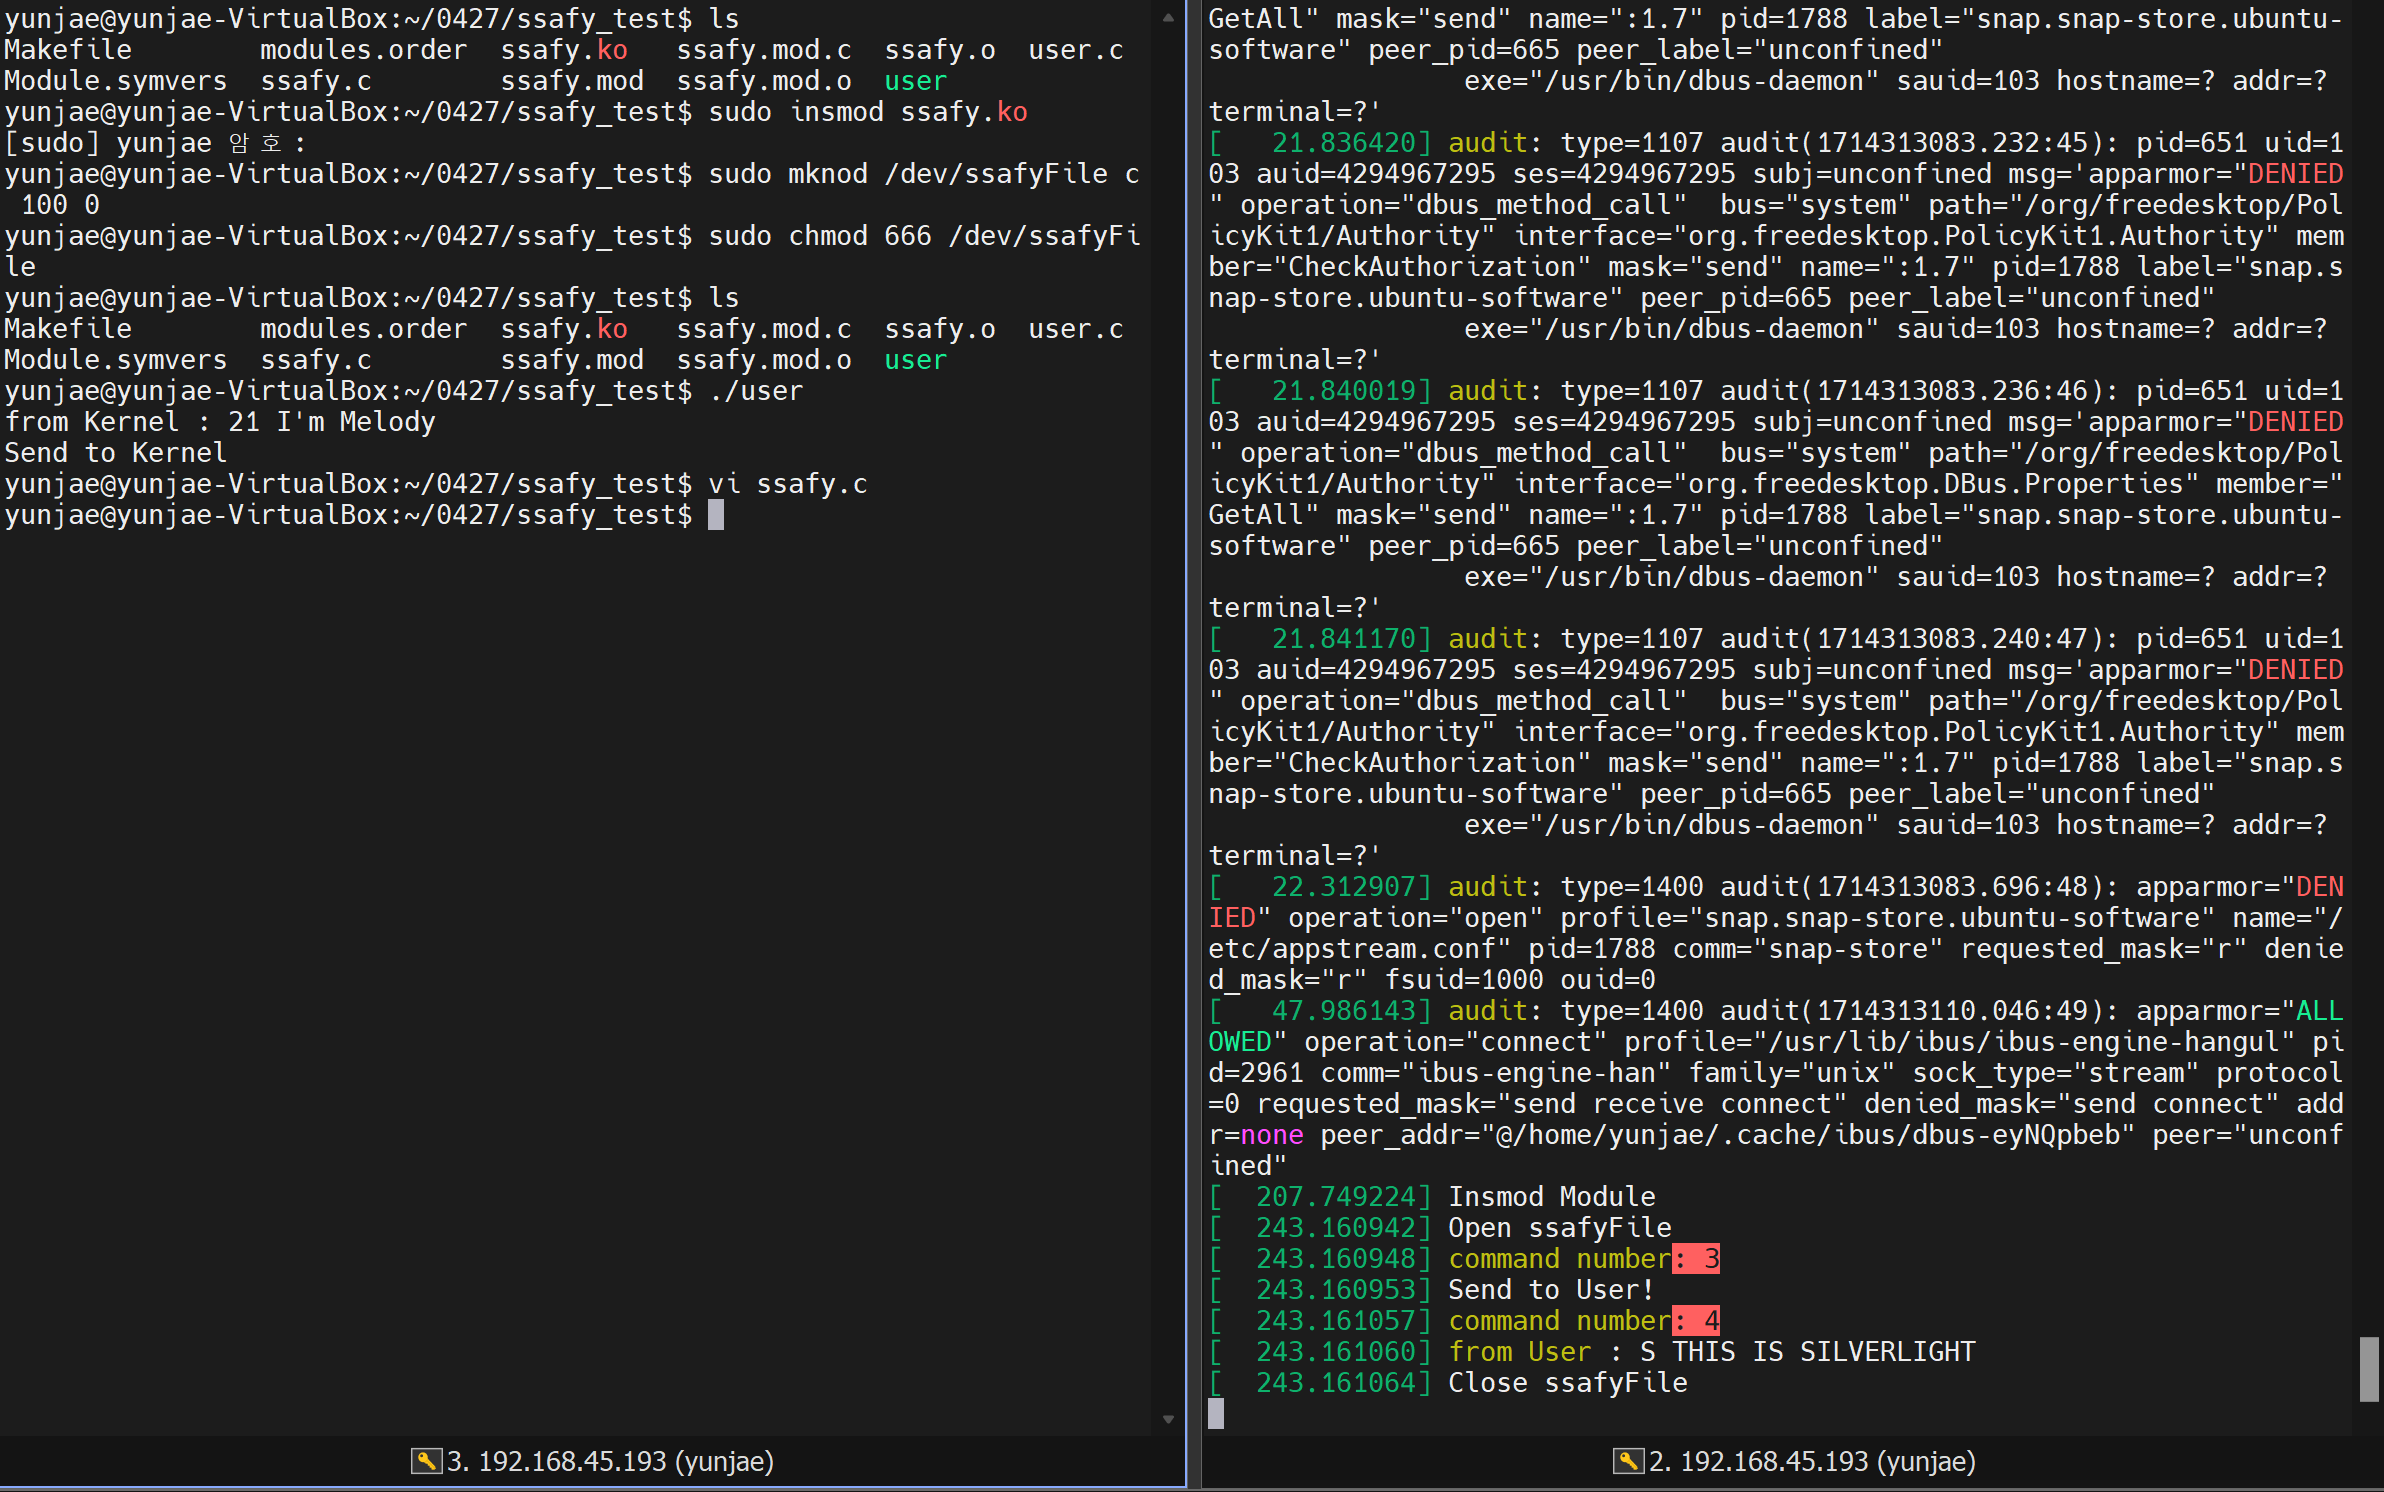 yunjae@yunjae-VirtualBox:~/0427/ssafy_test$ ls
Makefile        modules.order  ssafy.ko   ssafy.mod.c  ssafy.o  user.c
Module.symvers  ssafy.c        ssafy.mod  ssafy.mod.o  user
yunjae@yunjae-VirtualBox:~/0427/ssafy_test$ sudo insmod ssafy.ko
[sudo] yunjae 암호:
yunjae@yunjae-VirtualBox:~/0427/ssafy_test$ sudo mknod /dev/ssafyFile c
 100 0
yunjae@yunjae-VirtualBox:~/0427/ssafy_test$ sudo chmod 666 /dev/ssafyFi
le
yunjae@yunjae-VirtualBox:~/0427/ssafy_test$ ls
Makefile        modules.order  ssafy.ko   ssafy.mod.c  ssafy.o  user.c
Module.symvers  ssafy.c        ssafy.mod  ssafy.mod.o  user
yunjae@yunjae-VirtualBox:~/0427/ssafy_test$ ./user
from Kernel : 21 I'm Melody
Send to Kernel
yunjae@yunjae-VirtualBox:~/0427/ssafy_test$ vi ssafy.c
yunjae@yunjae-VirtualBox:~/0427/ssafy_test$
3. 192.168.45.193 (yunjae)
GetAll" mask="send" name=":1.7" pid=1788 label="snap.snap-store.ubuntu-
software" peer_pid=665 peer_label="unconfined"
                exe="/usr/bin/dbus-daemon" sauid=103 hostname=? addr=?
terminal=?'
[   21.836420] audit: type=1107 audit(1714313083.232:45): pid=651 uid=1
03 auid=4294967295 ses=4294967295 subj=unconfined msg='apparmor="DENIED
" operation="dbus_method_call"  bus="system" path="/org/freedesktop/Pol
icyKit1/Authority" interface="org.freedesktop.PolicyKit1.Authority" mem
ber="CheckAuthorization" mask="send" name=":1.7" pid=1788 label="snap.s
nap-store.ubuntu-software" peer_pid=665 peer_label="unconfined"
                exe="/usr/bin/dbus-daemon" sauid=103 hostname=? addr=?
terminal=?'
[   21.840019] audit: type=1107 audit(1714313083.236:46): pid=651 uid=1
03 auid=4294967295 ses=4294967295 subj=unconfined msg='apparmor="DENIED
" operation="dbus_method_call"  bus="system" path="/org/freedesktop/Pol
icyKit1/Authority" interface="org.freedesktop.DBus.Properties" member="
GetAll" mask="send" name=":1.7" pid=1788 label="snap.snap-store.ubuntu-
software" peer_pid=665 peer_label="unconfined"
                exe="/usr/bin/dbus-daemon" sauid=103 hostname=? addr=?
terminal=?'
[   21.841170] audit: type=1107 audit(1714313083.240:47): pid=651 uid=1
03 auid=4294967295 ses=4294967295 subj=unconfined msg='apparmor="DENIED
" operation="dbus_method_call"  bus="system" path="/org/freedesktop/Pol
icyKit1/Authority" interface="org.freedesktop.PolicyKit1.Authority" mem
ber="CheckAuthorization" mask="send" name=":1.7" pid=1788 label="snap.s
nap-store.ubuntu-software" peer_pid=665 peer_label="unconfined"
                exe="/usr/bin/dbus-daemon" sauid=103 hostname=? addr=?
terminal=?'
[   22.312907] audit: type=1400 audit(1714313083.696:48): apparmor="DEN
IED" operation="open" profile="snap.snap-store.ubuntu-software" name="/
etc/appstream.conf" pid=1788 comm="snap-store" requested_mask="r" denie
d_mask="r" fsuid=1000 ouid=0
[   47.986143] audit: type=1400 audit(1714313110.046:49): apparmor="ALL
OWED" operation="connect" profile="/usr/lib/ibus/ibus-engine-hangul" pi
d=2961 comm="ibus-engine-han" family="unix" sock_type="stream" protocol
=0 requested_mask="send receive connect" denied_mask="send connect" add
r=none peer_addr="@/home/yunjae/.cache/ibus/dbus-eyNQpbeb" peer="unconf
ined"
[  207.749224] Insmod Module
[  243.160942] Open ssafyFile
[  243.160948] command number: 3
[  243.160953] Send to User!
[  243.161057] command number: 4
[  243.161060] from User : S THIS IS SILVERLIGHT
[  243.161064] Close ssafyFile
2. 192.168.45.193 (yunjae)